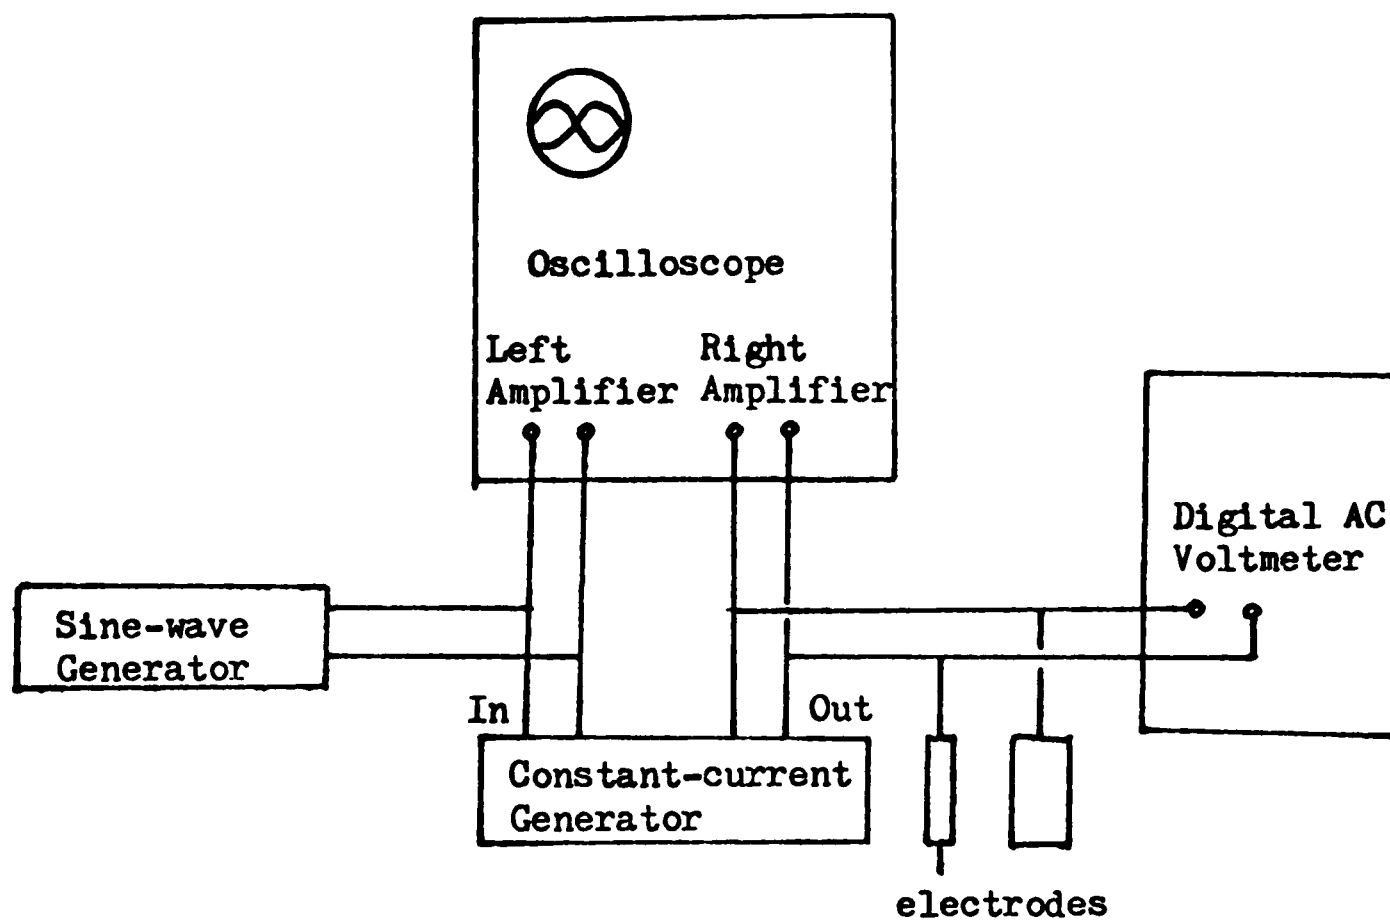 Oscilloscope
Left
Amplifier
Right
Amplifier
Digital AC
Voltmeter
Sine-wave
Generator
In
Out
Constant-current
Generator
electrodes